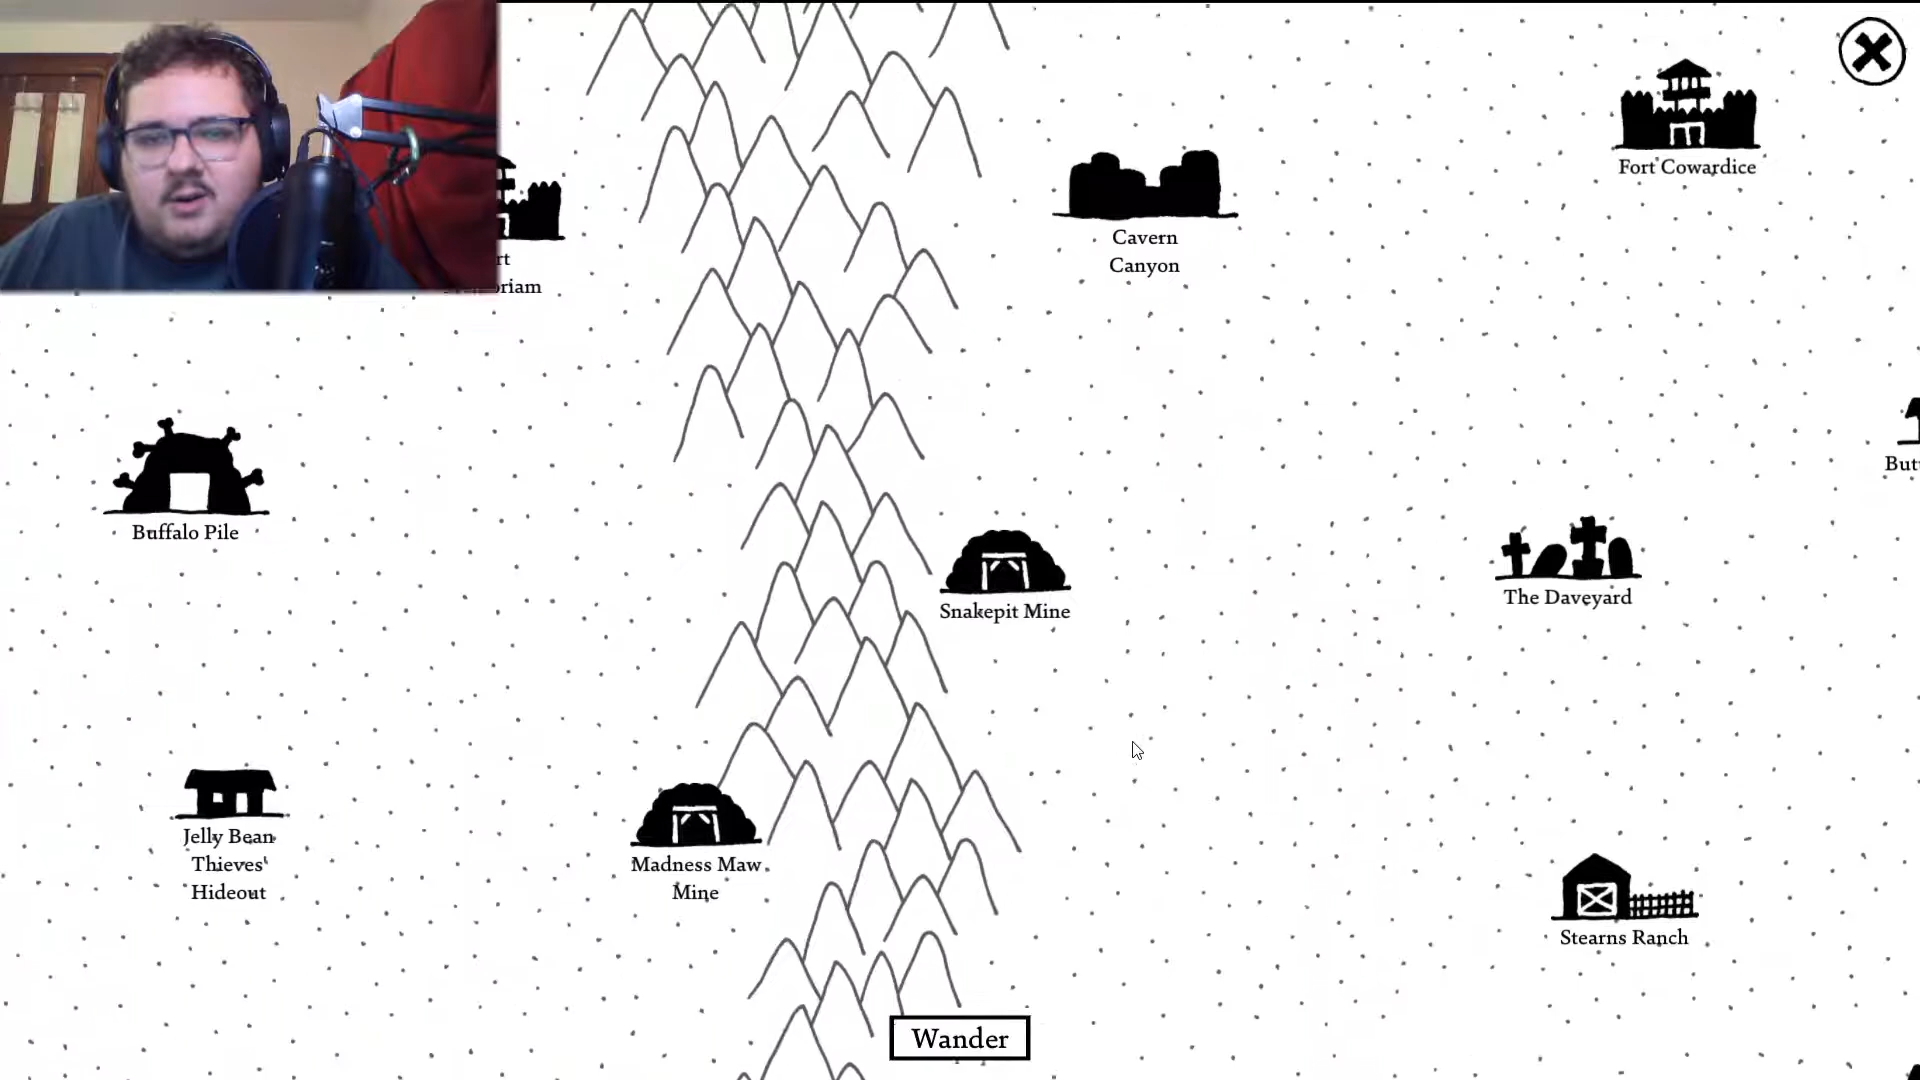 Fort Cowardice
Cavern
Canyon
Buffalo Pile
Snakepit Mine
The Daveyard
Jelly Bean
Thieves'
Hideout
Madness Maw
Mine
Stearns Ranch
Wander